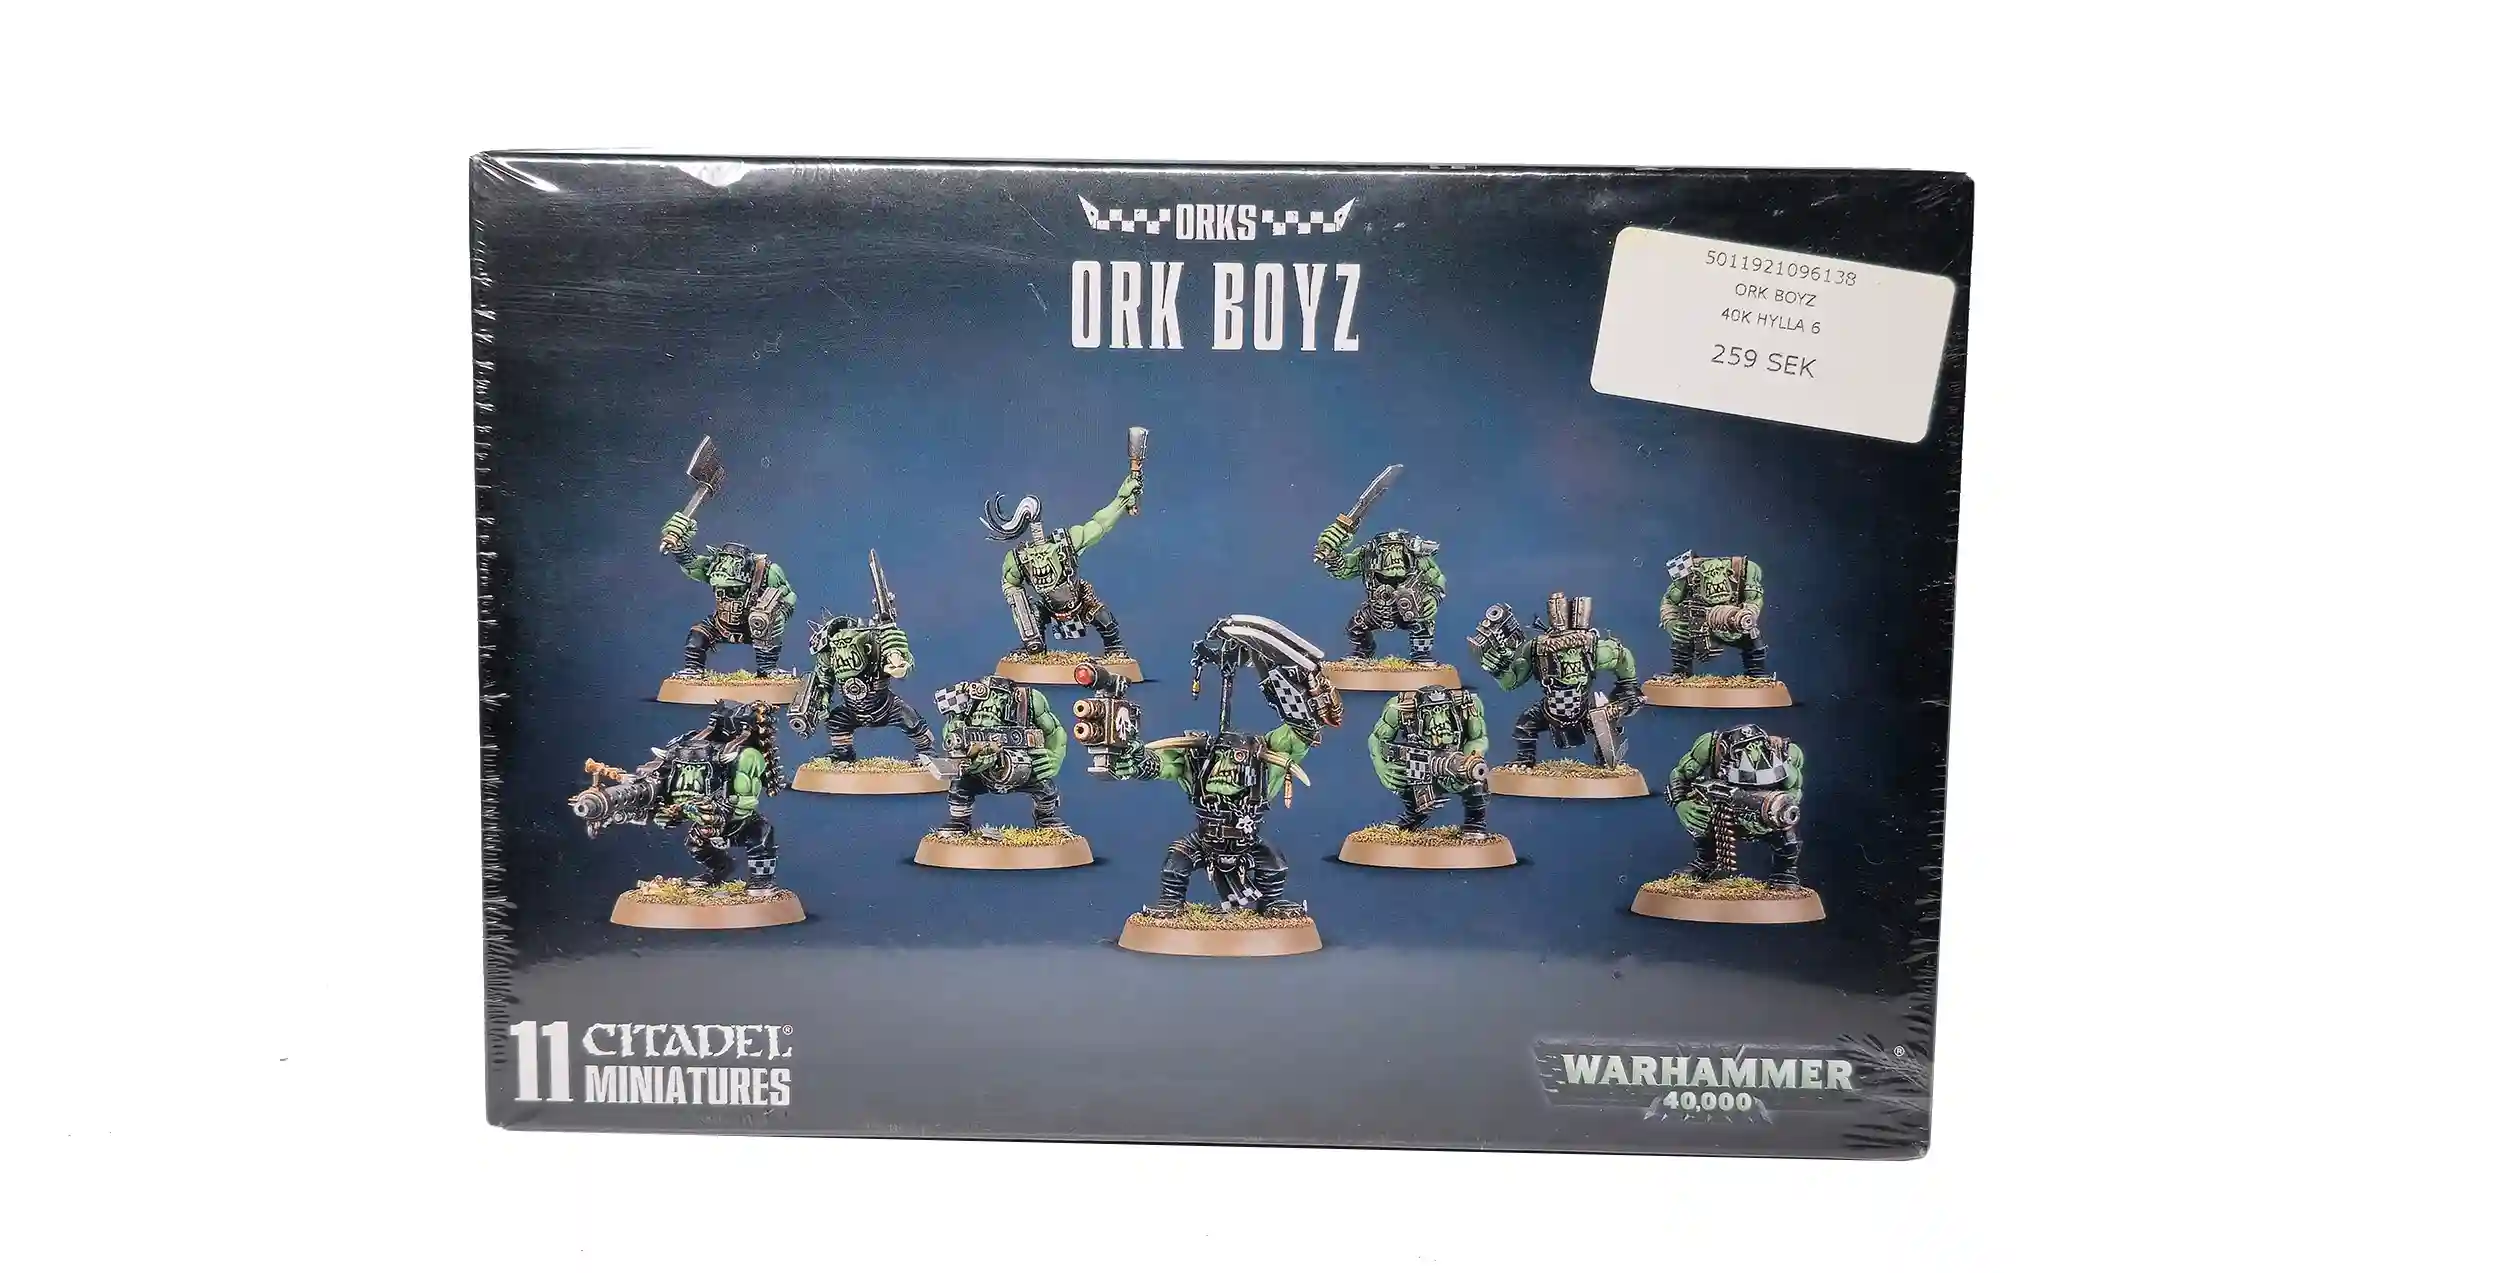 ORKS
ORK BOYZ
5011921096138
ORK BOYZ
40K HYLLA 6
259 SEK
11 CITADEL®
MINIATURES
WARHAMMER®
40,000